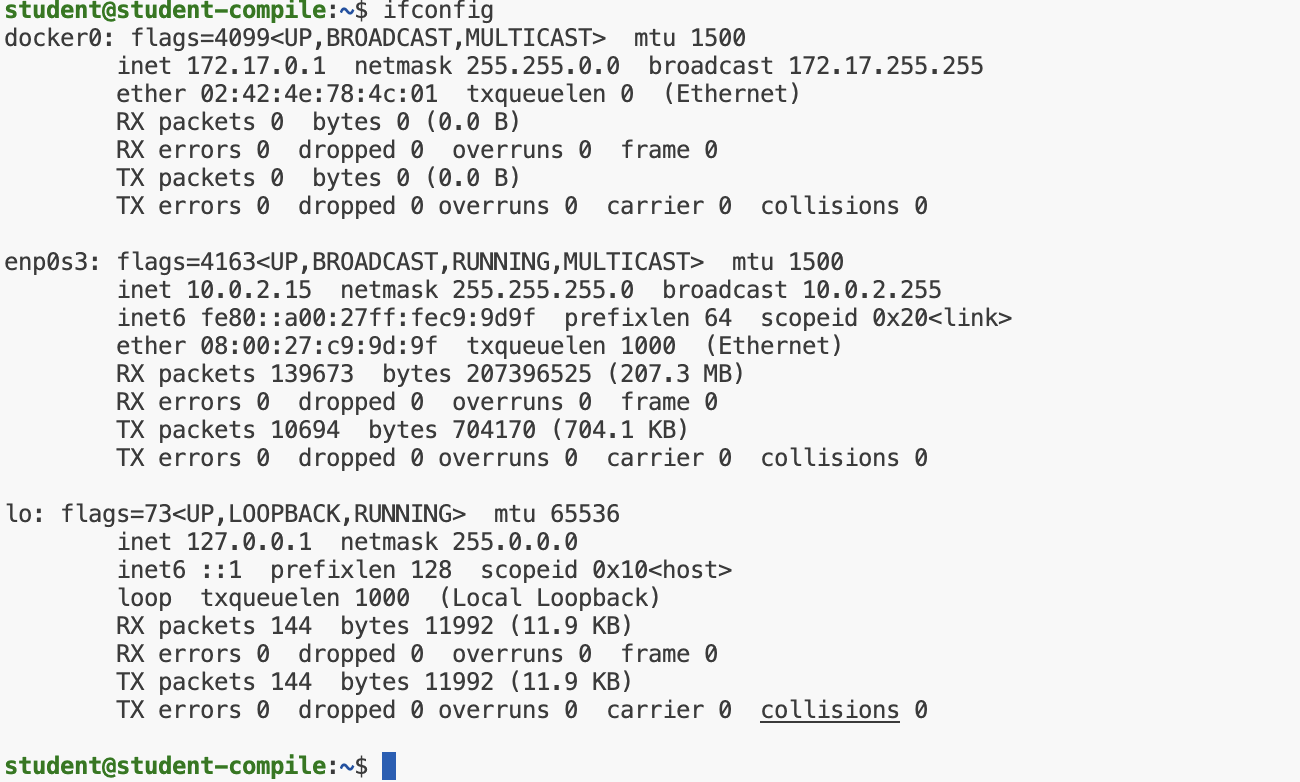 student@student-compile:~$ ifconfig
docker0: flags=4099<UP,BROADCAST,MULTICAST>  mtu 1500
        inet 172.17.0.1  netmask 255.255.0.0  broadcast 172.17.255.255
        ether 02:42:4e:78:4c:01  txqueuelen 0  (Ethernet)
        RX packets 0  bytes 0 (0.0 B)
        RX errors 0  dropped 0  overruns 0  frame 0
        TX packets 0  bytes 0 (0.0 B)
        TX errors 0  dropped 0 overruns 0  carrier 0  collisions 0

enp0s3: flags=4163<UP,BROADCAST,RUNNING,MULTICAST>  mtu 1500
        inet 10.0.2.15  netmask 255.255.255.0  broadcast 10.0.2.255
        inet6 fe80::a00:27ff:fec9:9d9f  prefixlen 64  scopeid 0x20<link>
        ether 08:00:27:c9:9d:9f  txqueuelen 1000  (Ethernet)
        RX packets 139673  bytes 207396525 (207.3 MB)
        RX errors 0  dropped 0  overruns 0  frame 0
        TX packets 10694  bytes 704170 (704.1 KB)
        TX errors 0  dropped 0 overruns 0  carrier 0  collisions 0

lo: flags=73<UP,LOOPBACK,RUNNING>  mtu 65536
        inet 127.0.0.1  netmask 255.0.0.0
        inet6 ::1  prefixlen 128  scopeid 0x10<host>
        loop  txqueuelen 1000  (Local Loopback)
        RX packets 144  bytes 11992 (11.9 KB)
        RX errors 0  dropped 0  overruns 0  frame 0
        TX packets 144  bytes 11992 (11.9 KB)
        TX errors 0  dropped 0 overruns 0  carrier 0  collisions 0

student@student-compile:~$